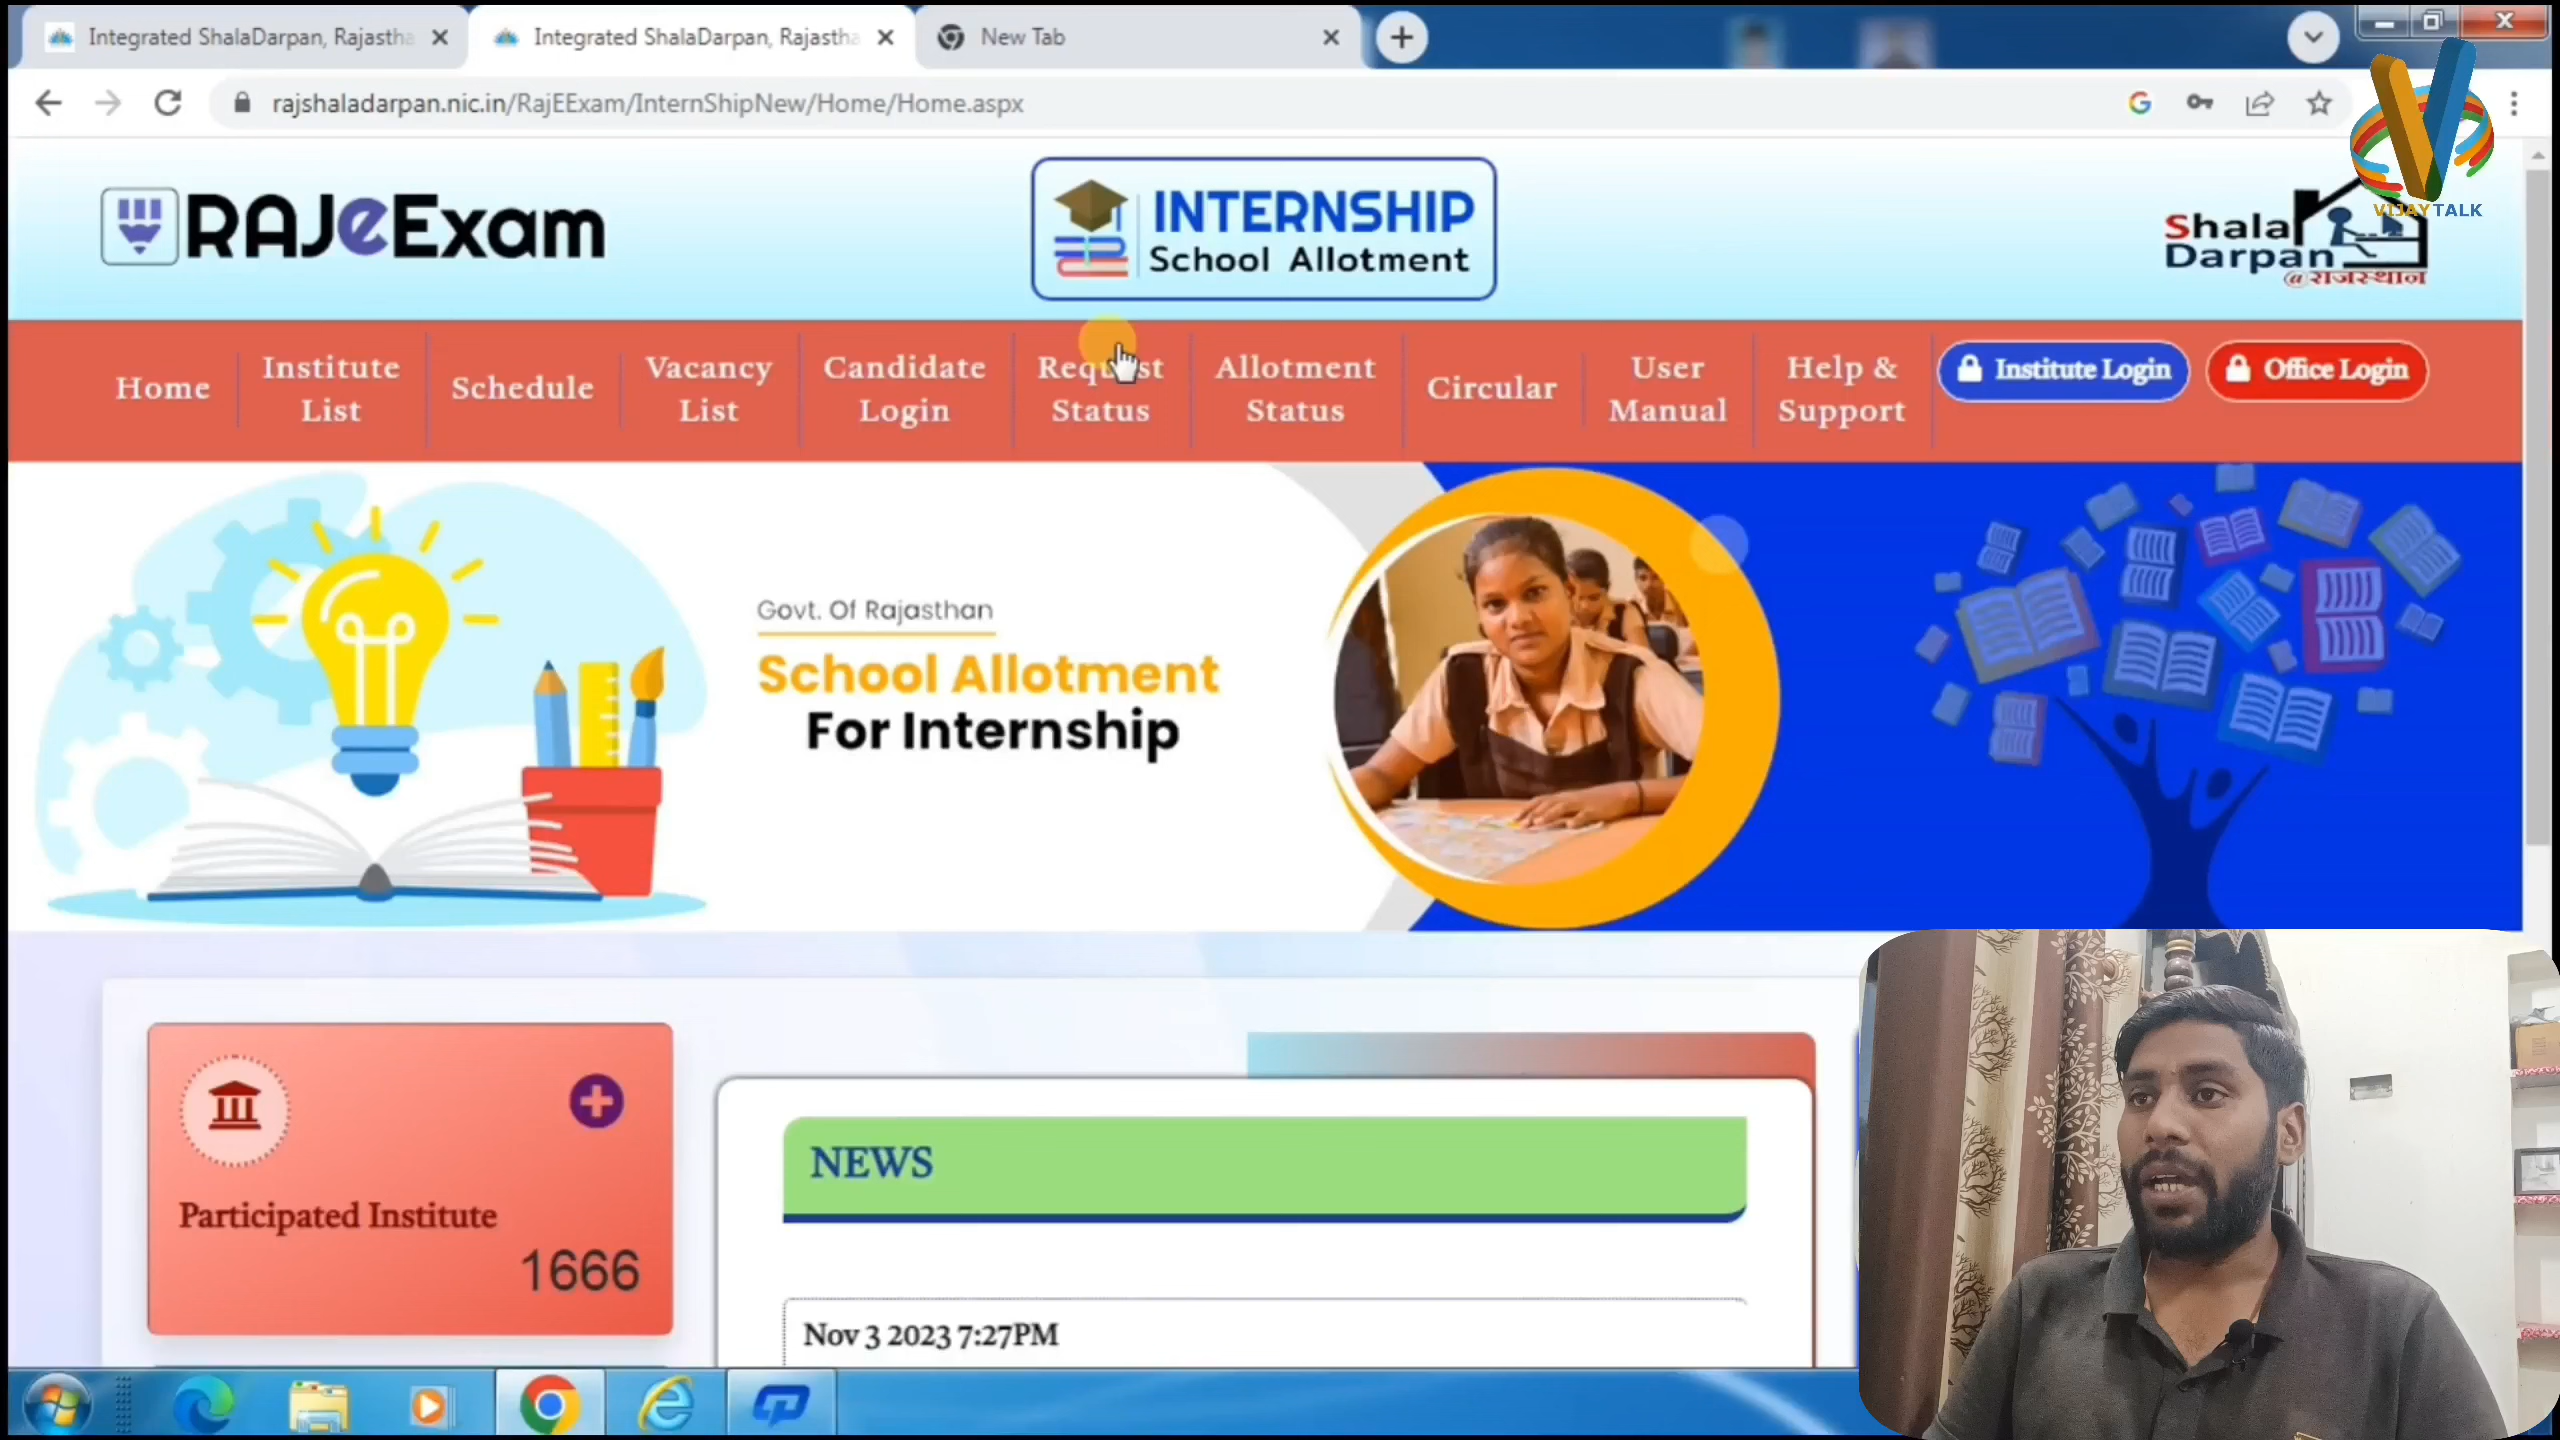 Integrated ShalaDarpan, Rajastha
Integrated ShalaDarpan, Rajastha
New Tab
rajshaladarpan.nic.in/RajEExam/InternShipNew/Home/Home.aspx
VIJAY TALK
RAJeExam
INTERNSHIP
School Allotment
Shala
Darpan
@राजस्थान
Home
Institute
List
Schedule
Vacancy
List
Candidate
Login
Request
Status
Allotment
Status
Circular
User
Manual
Help &
Support
Institute Login
Office Login
Govt. Of Rajasthan
School Allotment
For Internship
Participated Institute
1666
NEWS
Nov 3 2023 7:27PM